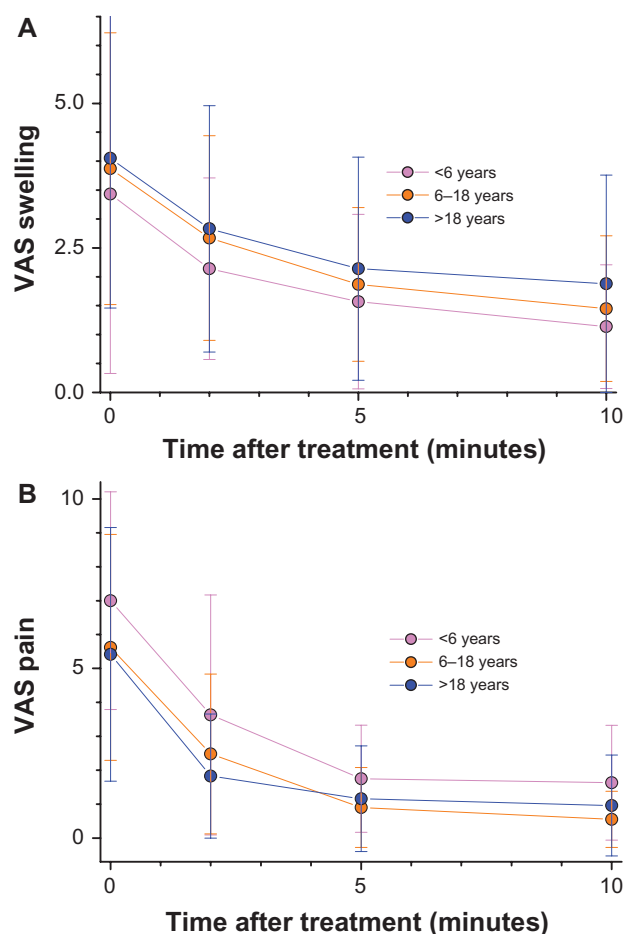 A
VAS swelling
5.0
2.5
0.0
<6 years
6–18 years
>18 years
0
5
10
Time after treatment (minutes)
B
VAS pain
10
5
0
<6 years
6–18 years
>18 years
0
5
10
Time after treatment (minutes)